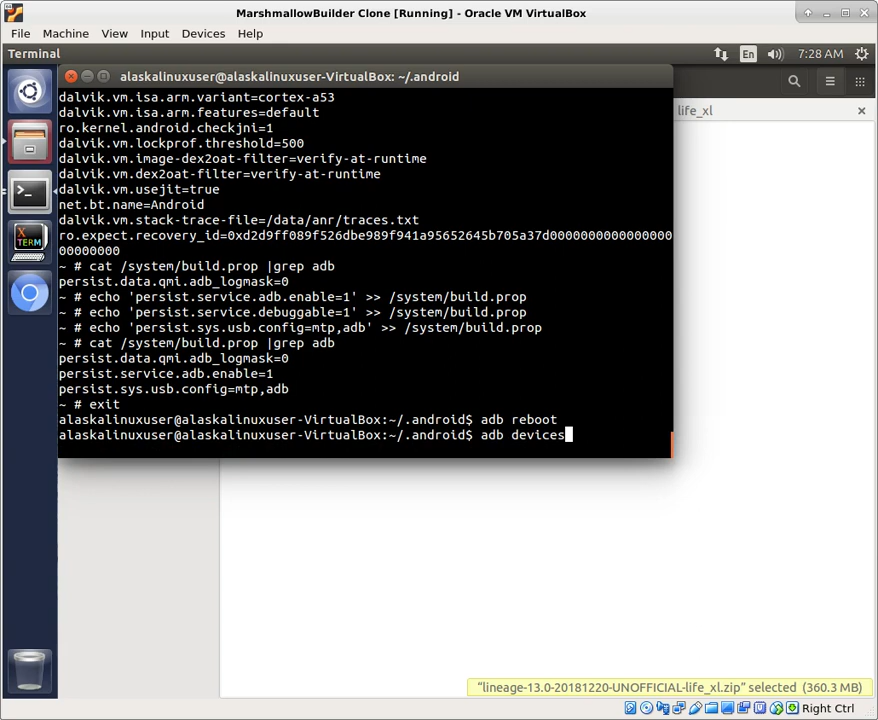 MarshmallowBuilder Clone [Running] - Oracle VM VirtualBox
File Machine View Input Devices Help
Terminal
En
7:28 AM
alaskalinuxuser@alaskalinuxuser-VirtualBox: ~/.android
life_xl
dalvik.vm.isa.arm.variant=cortex-a53
dalvik.vm.isa.arm.features=default
ro.kernel.android.checkjni=1
dalvik.vm.lockprof.threshold=500
dalvik.vm.image-dex2oat-filter=verify-at-runtime
dalvik.vm.dex2oat-filter=verify-at-runtime
dalvik.vm.usejit=true
net.bt.name=Android
dalvik.vm.stack-trace-file=/data/anr/traces.txt
ro.expect.recovery_id=0xd2d9ff089f526dbe989f941a95652645b705a37d0000000000000000
00000000
~ # cat /system/build.prop |grep adb
persist.data.qmi.adb_logmask=0
~ # echo 'persist.service.adb.enable=1' >> /system/build.prop
~ # echo 'persist.service.debuggable=1' >> /system/build.prop
~ # echo 'persist.sys.usb.config=mtp,adb' >> /system/build.prop
~ # cat /system/build.prop |grep adb
persist.data.qmi.adb_logmask=0
persist.service.adb.enable=1
persist.sys.usb.config=mtp,adb
~ # exit
alaskalinuxuser@alaskalinuxuser-VirtualBox:~/.android$ adb reboot
alaskalinuxuser@alaskalinuxuser-VirtualBox:~/.android$ adb devices
X
TERM
"lineage-13.0-20181220-UNOFFICIAL-life_xl.zip" selected (360.3 MB)
Right Ctrl